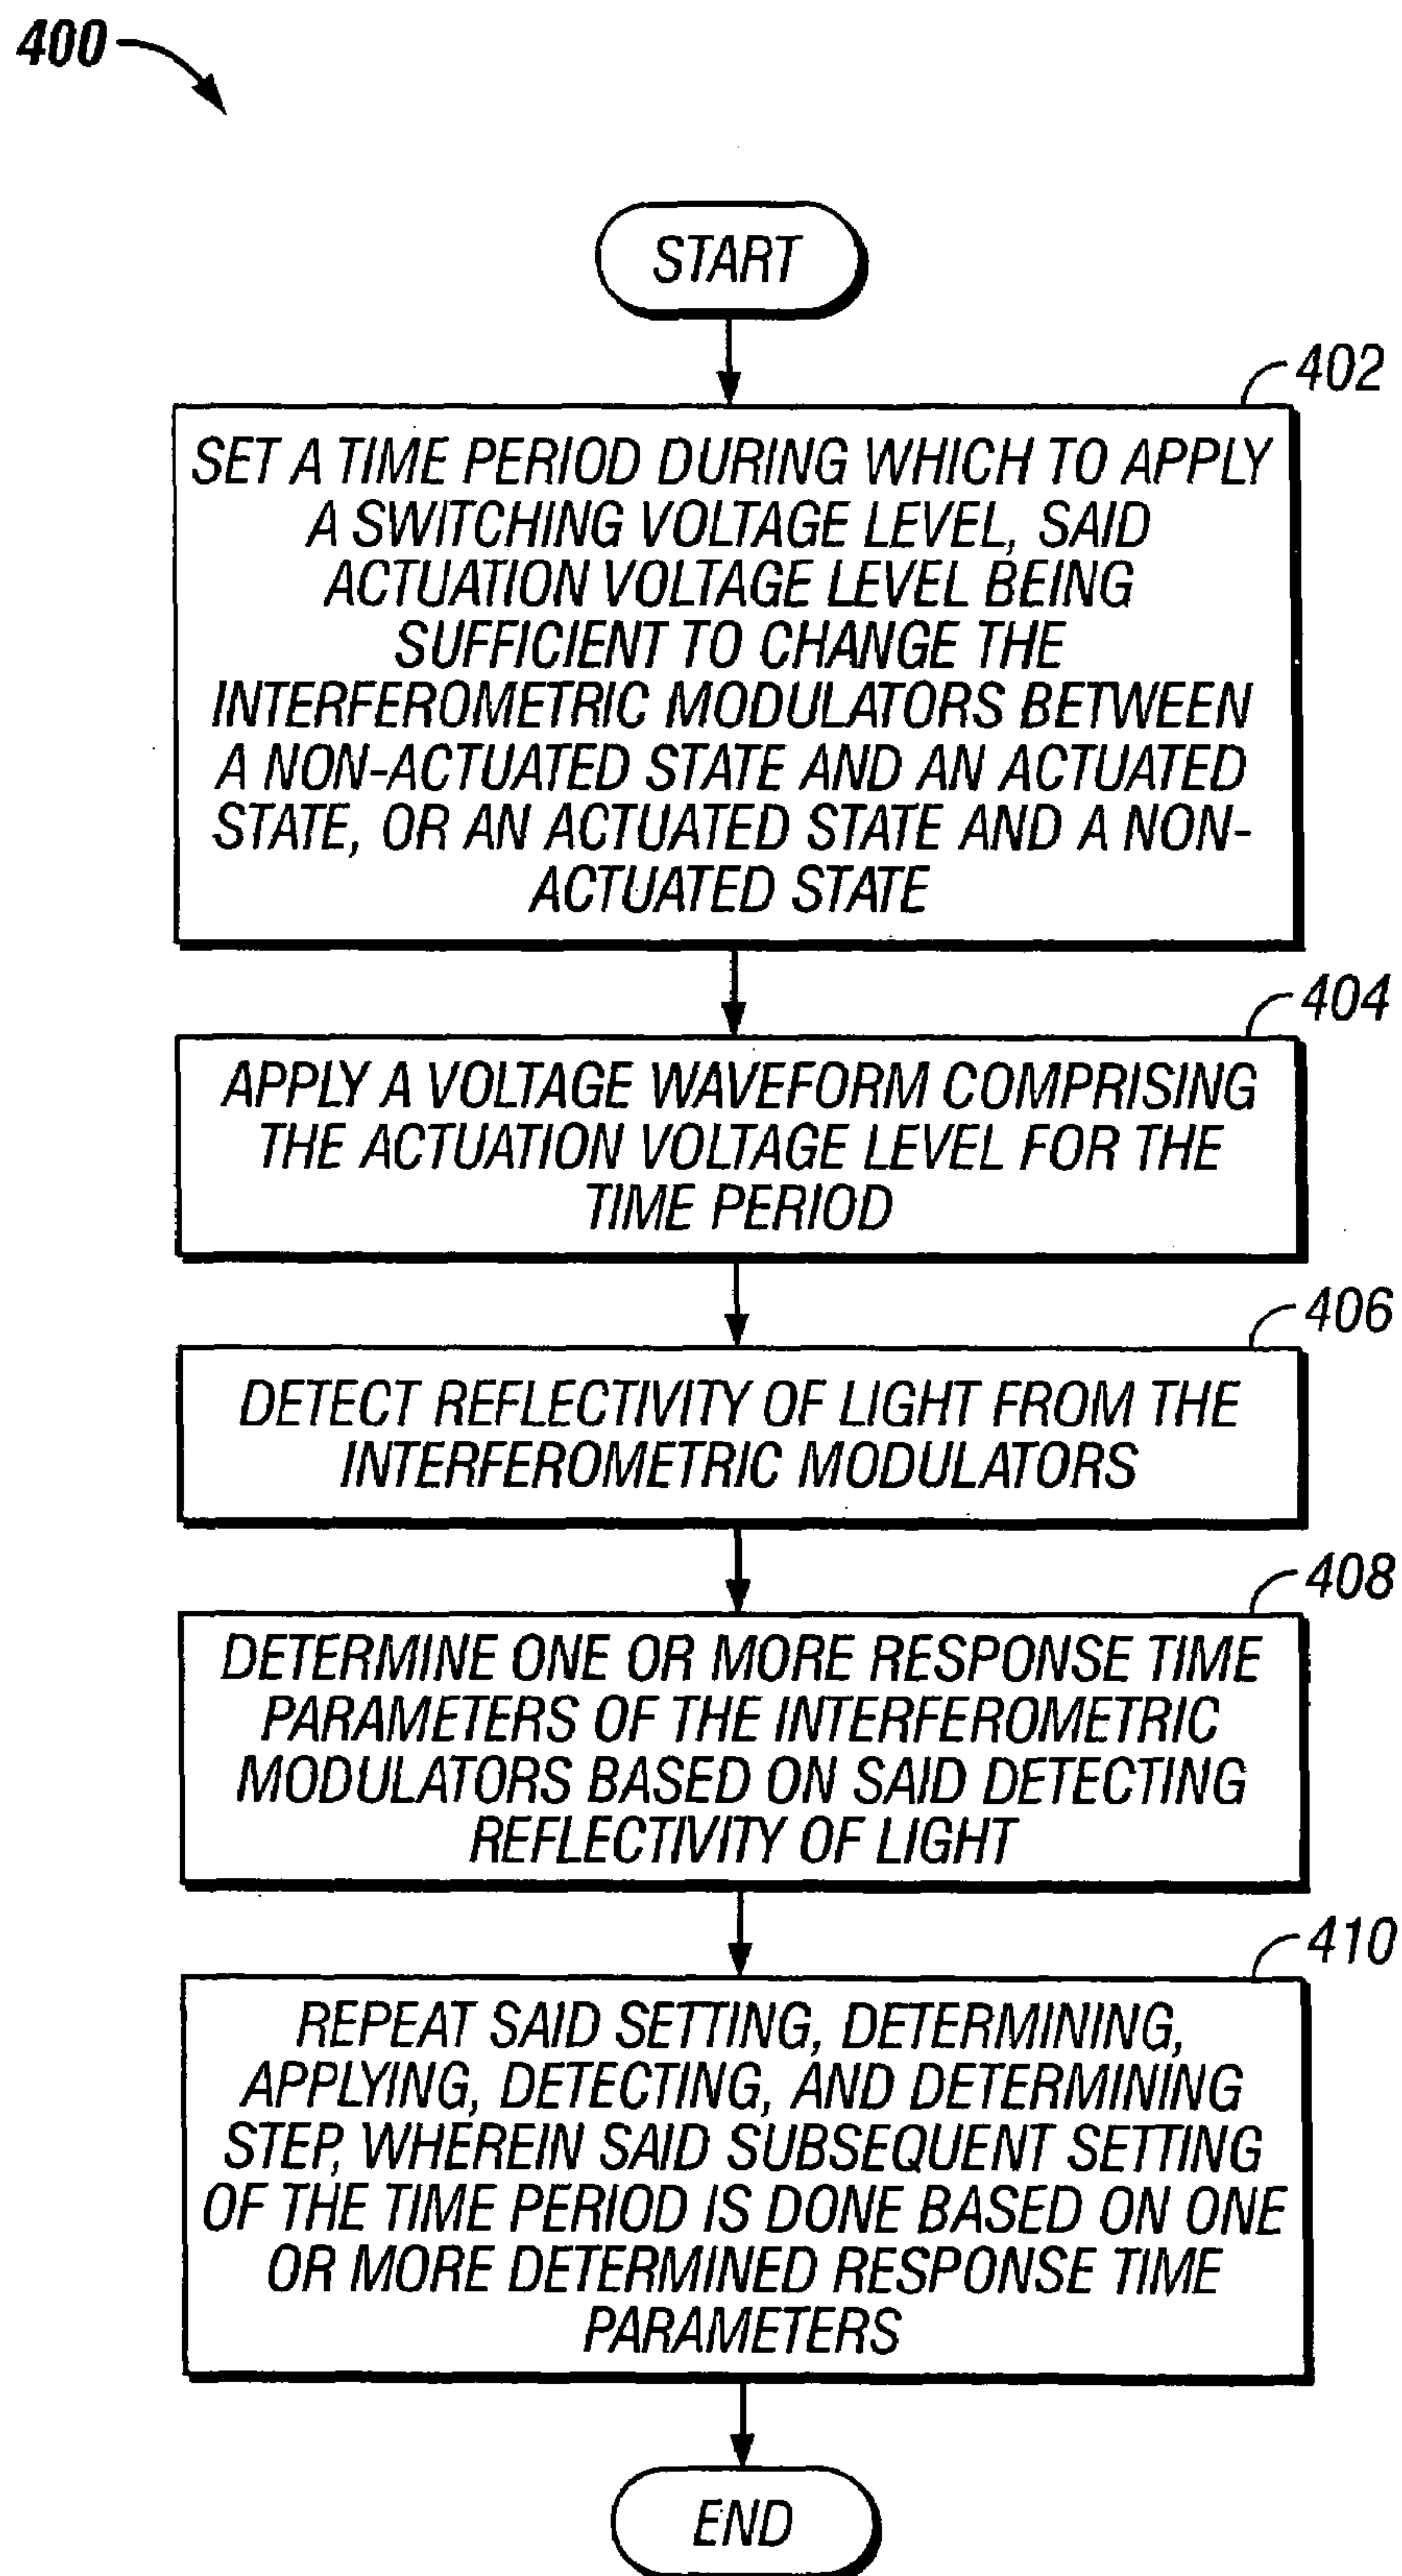 400
START
402
SET A TIME PERIOD DURING WHICH TO APPLY
A SWITCHING VOLTAGE LEVEL, SAID
ACTUATION VOLTAGE LEVEL BEING
SUFFICIENT TO CHANGE THE
INTERFEROMETRIC MODULATORS BETWEEN
A NON-ACTUATED STATE AND AN ACTUATED
STATE, OR AN ACTUATED STATE AND A NON-
ACTUATED STATE
404
APPLY A VOLTAGE WAVEFORM COMPRISING
THE ACTUATION VOLTAGE LEVEL FOR THE
TIME PERIOD
406
DETECT REFLECTIVITY OF LIGHT FROM THE
INTERFEROMETRIC MODULATORS
408
DETERMINE ONE OR MORE RESPONSE TIME
PARAMETERS OF THE INTERFEROMETRIC
MODULATORS BASED ON SAID DETECTING
REFLECTIVITY OF LIGHT
410
REPEAT SAID SETTING, DETERMINING,
APPLYING, DETECTING, AND DETERMINING
STEP, WHEREIN SAID SUBSEQUENT SETTING
OF THE TIME PERIOD IS DONE BASED ON ONE
OR MORE DETERMINED RESPONSE TIME
PARAMETERS
END